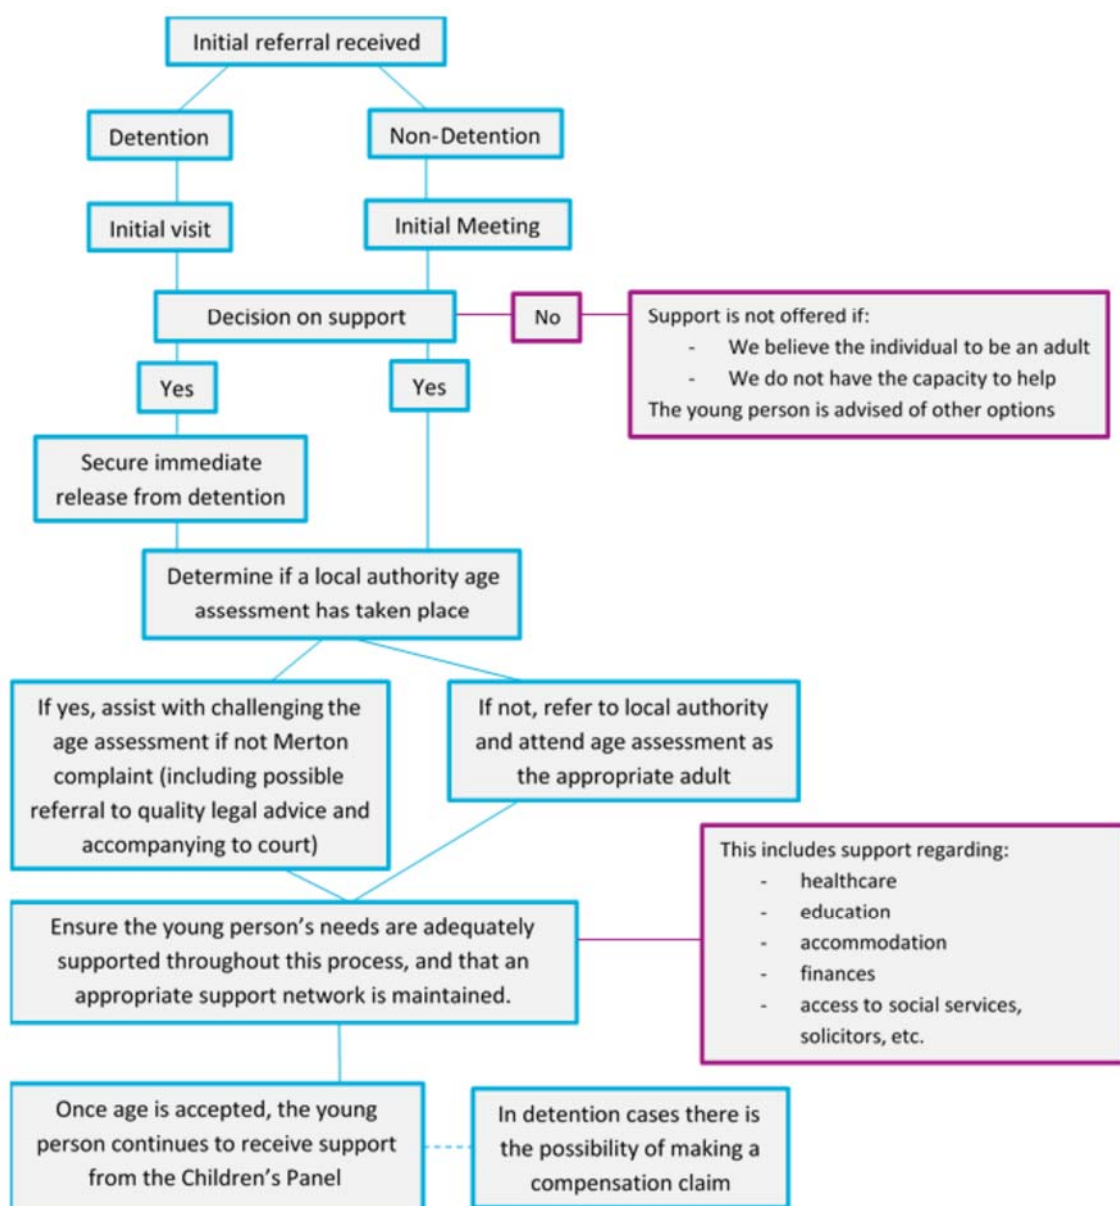 Initial referral received
Detention
Non-Detention
Initial visit
Initial Meeting
Decision on support
No
Support is not offered if:
- We believe the individual to be an adult
- We do not have the capacity to help
The young person is advised of other options
Yes
Yes
Secure immediate
release from detention
Determine if a local authority age
assessment has taken place
If yes, assist with challenging the
age assessment if not Merton
complaint (including possible
referral to quality legal advice and
accompanying to court)
If not, refer to local authority
and attend age assessment as
the appropriate adult
This includes support regarding:
- healthcare
- education
- accommodation
- finances
- access to social services,
solicitors, etc.
Ensure the young person's needs are adequately
supported throughout this process, and that an
appropriate support network is maintained.
Once age is accepted, the young
person continues to receive support
from the Children's Panel
In detention cases there is
the possibility of making a
compensation claim